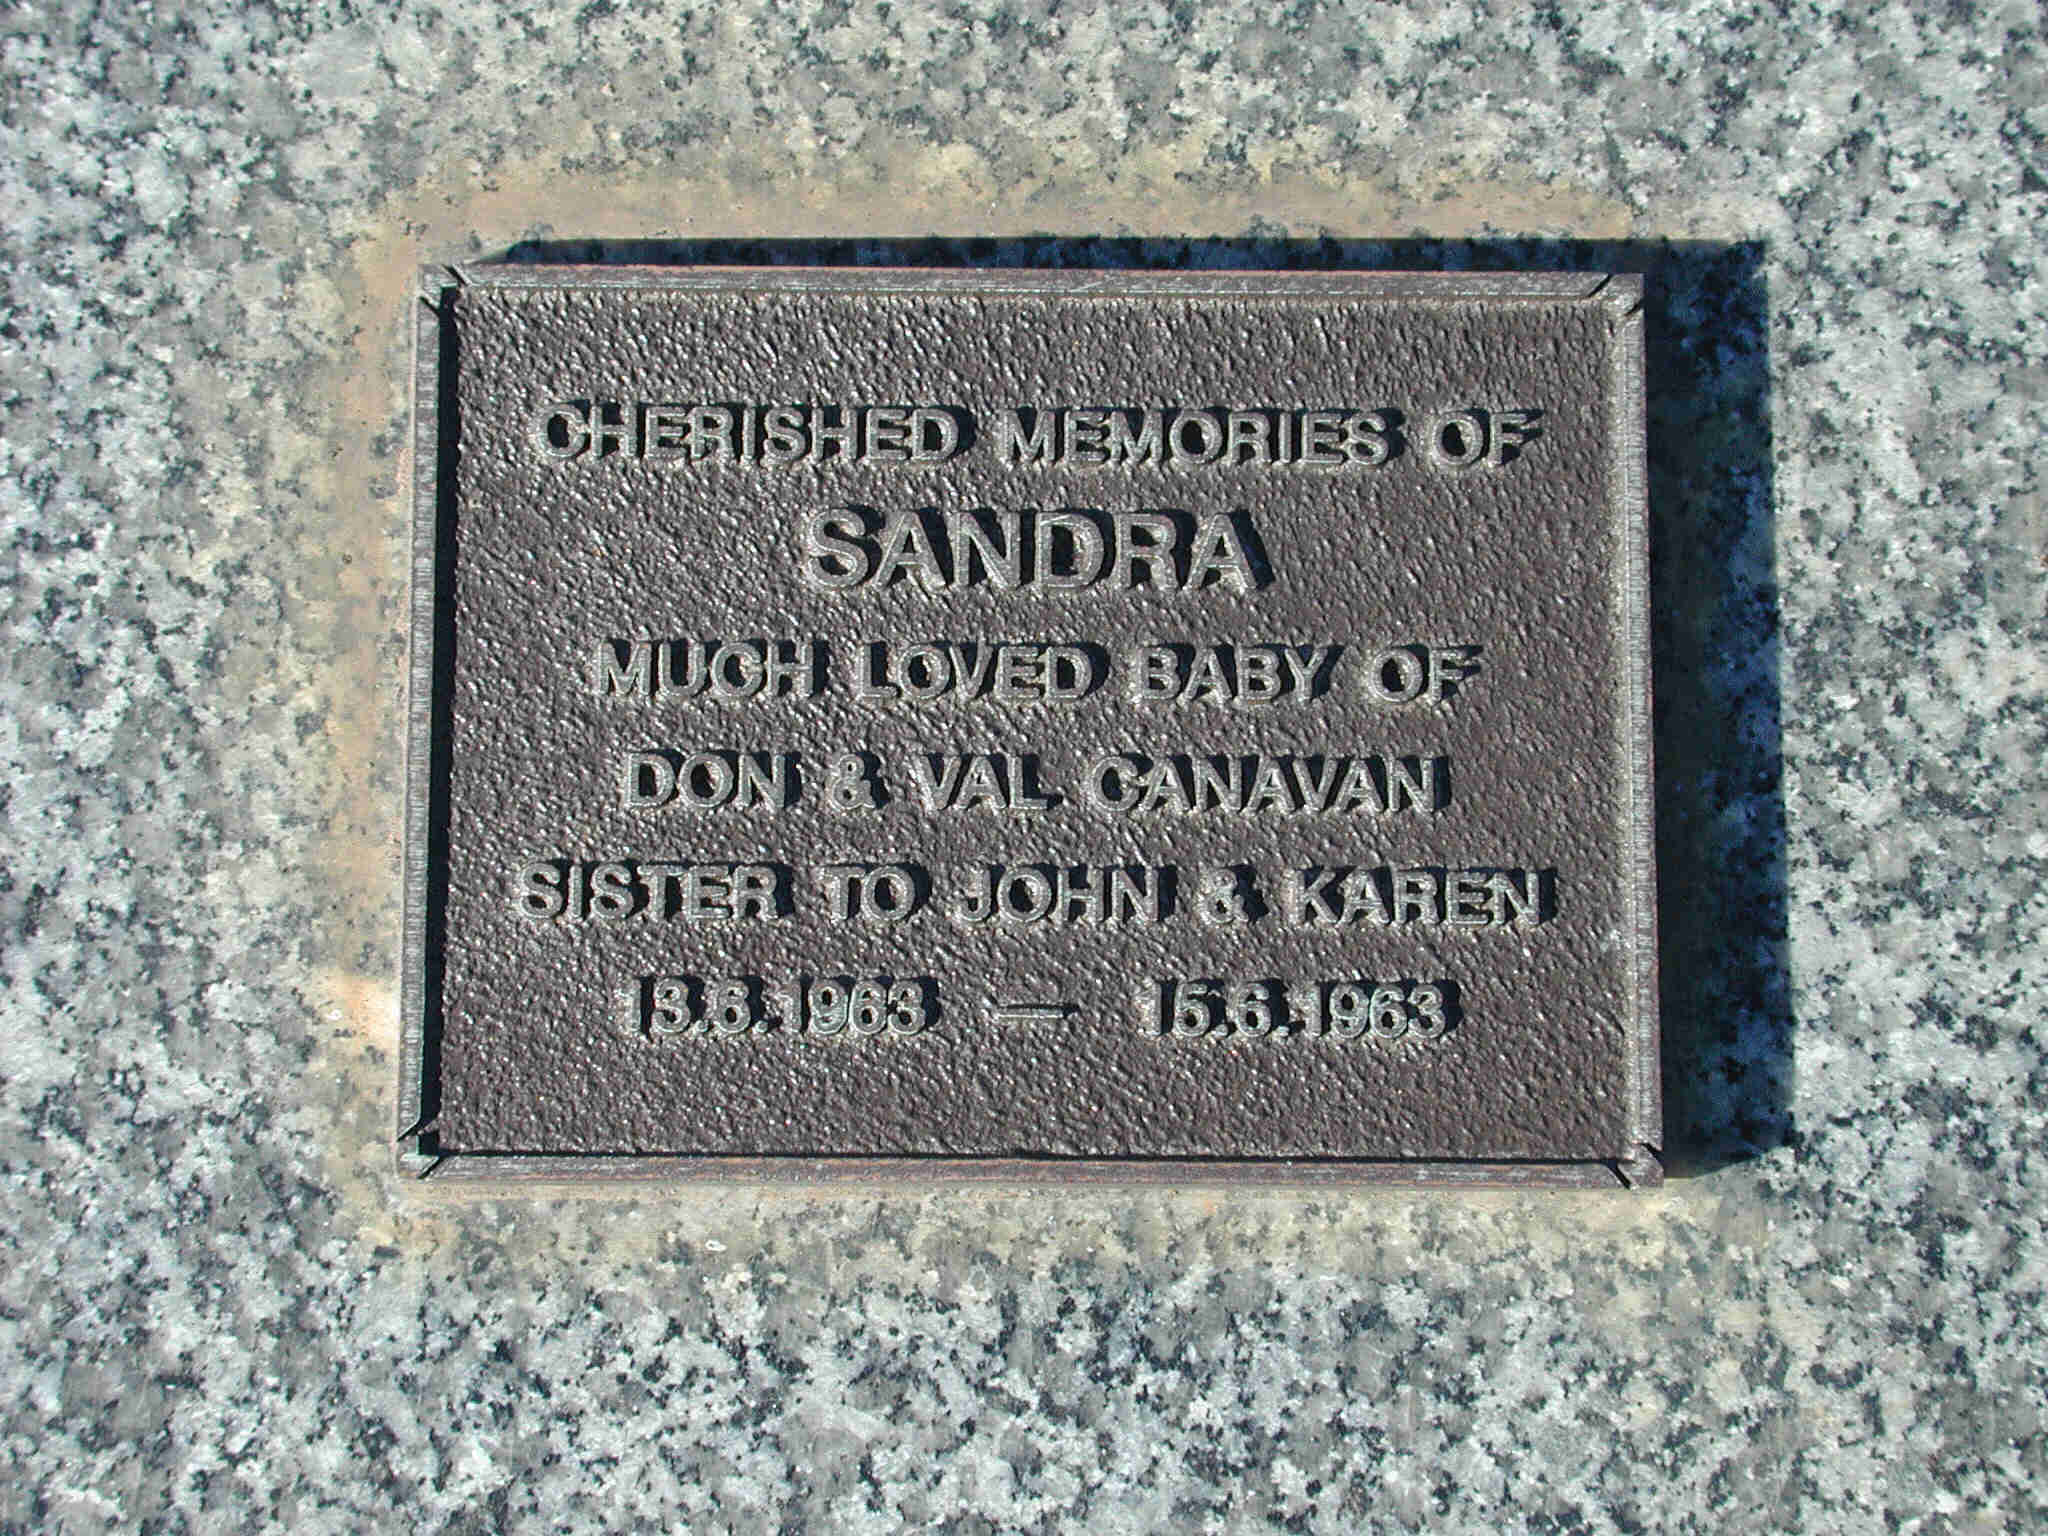 CHERISHED MEMORIES OF
SANDRA
MUCH LOVED BABY OF
DON & VAL CANAVAN
SISTER TO JOHN & KAREN
13.6.1963 — 15.6.1963